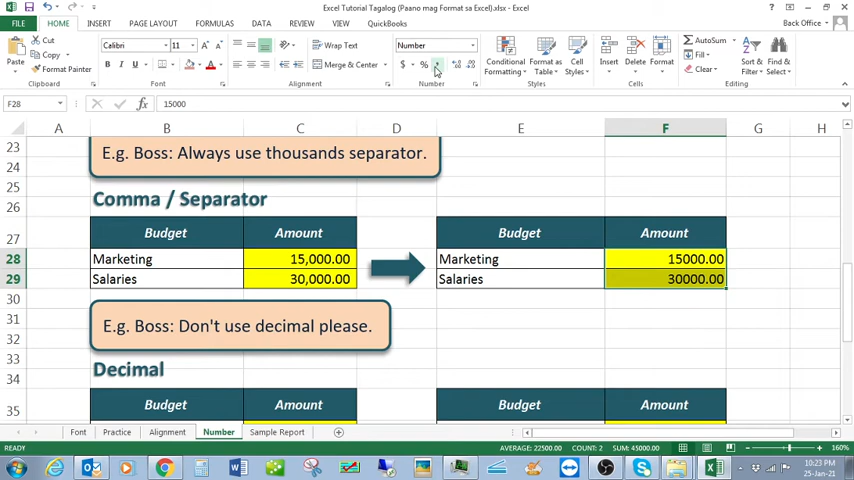 Excel Tutorial Tagalog (Paano mag Format sa Excel).xlsx - Excel
FILE HOME INSERT PAGE LAYOUT FORMULAS DATA REVIEW VIEW QuickBooks Back Office
Cut
Copy
Format Painter
Paste
Clipboard
Calibri 11
B I U
Font
Wrap Text
Merge & Center
Alignment
Number
$ % ,
Number
Conditional Formatting
Format as Table
Cell Styles
Styles
Insert Delete Format
Cells
AutoSum
Fill
Clear
Sort & Filter
Find & Select
Editing
F28 fx 15000
A B C D E F G H
23
E.g. Boss: Always use thousands separator.
24
25
26 Comma / Separator
27 Budget Amount Budget Amount
28 Marketing 15,000.00 Marketing 15000.00
29 Salaries 30,000.00 Salaries 30000.00
30
31 E.g. Boss: Don't use decimal please.
32
33
34 Decimal
35 Budget Amount Budget Amount
Font Practice Alignment Number Sample Report
READY AVERAGE: 22500.00 COUNT: 2 SUM: 45000.00 160%
10:23 PM
25-Jan-21